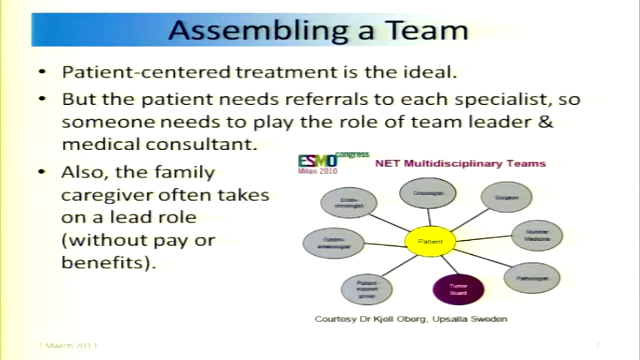 Assembling a Team
• Patient-centered treatment is the ideal.
• But the patient needs referrals to each specialist, so
someone needs to play the role of team leader &
medical consultant.
• Also, the family
caregiver often takes
on a lead role
(without pay or
benefits).
ESMO congress
Milan 2010
NET Multidisciplinary Teams
Oncologist
Surgeon
Nuclear
Medicine
Pathologist
Tumor
Board
Patient
support
group
Gastro-
enterologist
Endo-
crinologist
Patient
Courtesy Dr Kjell Oberg, Upsalla Sweden
2 March 2013